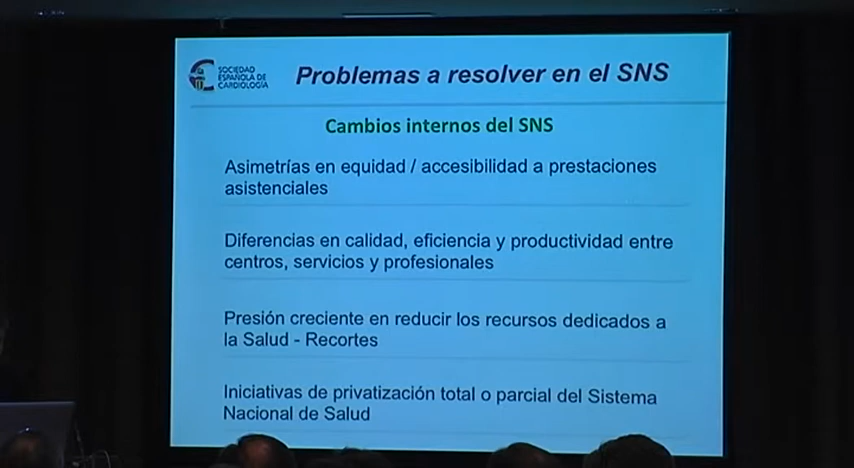 SOCIEDAD
ESPAÑOLA DE
CARDIOLOGÍA
Problemas a resolver en el SNS
Cambios internos del SNS
Asimetrías en equidad / accesibilidad a prestaciones
asistenciales
Diferencias en calidad, eficiencia y productividad entre
centros, servicios y profesionales
Presión creciente en reducir los recursos dedicados a
la Salud - Recortes
Iniciativas de privatización total o parcial del Sistema
Nacional de Salud